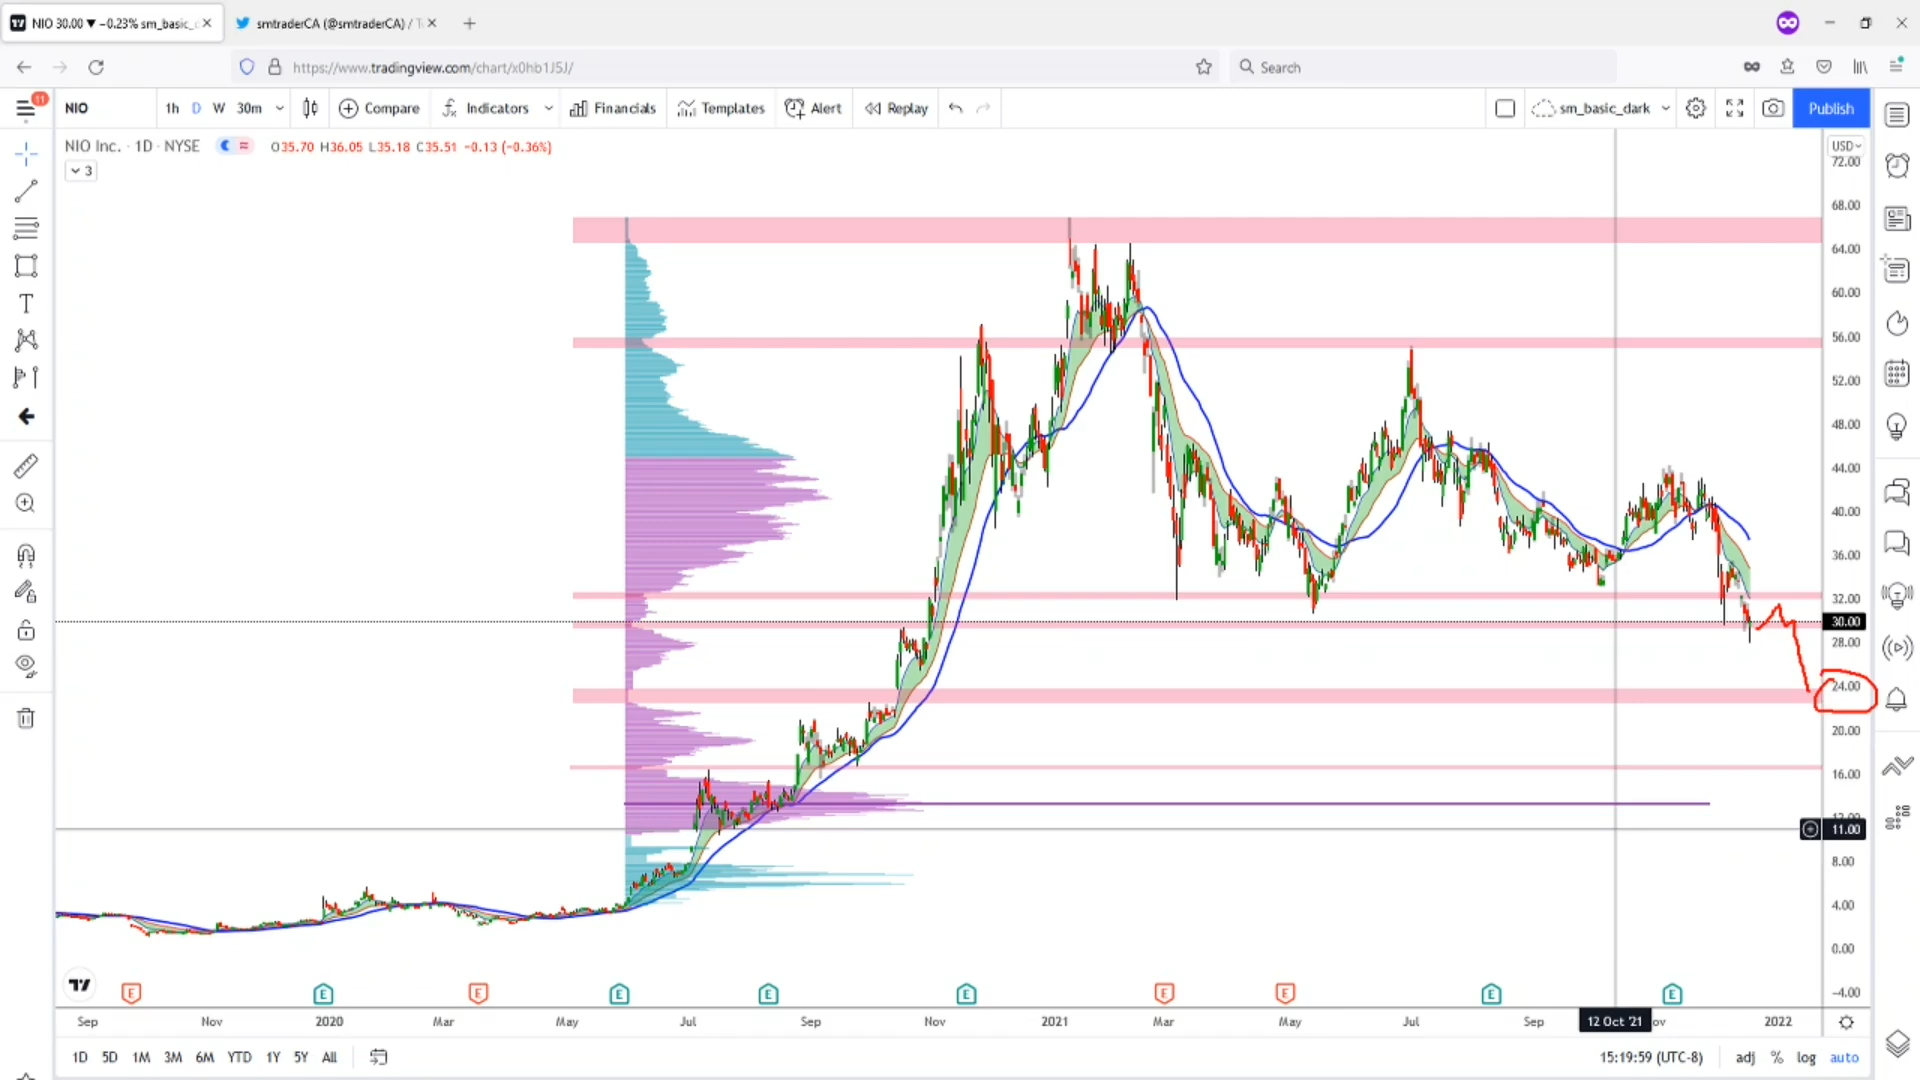 NIO 30.00 ▼ −0.23% sm_basic_
smtraderCA (@smtraderCA) /
https://www.tradingview.com/chart/x0hb1J5J/
Search
11
NIO
1h D W 30m
Compare
Indicators
Financials
Templates
Alert
Replay
sm_basic_dark
Publish
NIO Inc. · 1D · NYSE
O35.70 H36.05 L35.18 C35.51 −0.13 (−0.36%)
3
USD
72.00
68.00
64.00
60.00
56.00
52.00
48.00
44.00
40.00
36.00
32.00
30.00
28.00
24.00
20.00
16.00
12.00
11.00
8.00
4.00
0.00
−4.00
E E E E E E E E E E
Sep Nov 2020 Mar May Jul Sep Nov 2021 Mar May Jul Sep 12 Oct '21 ov 2022
1D 5D 1M 3M 6M YTD 1Y 5Y All
15:19:59 (UTC-8) adj % log auto